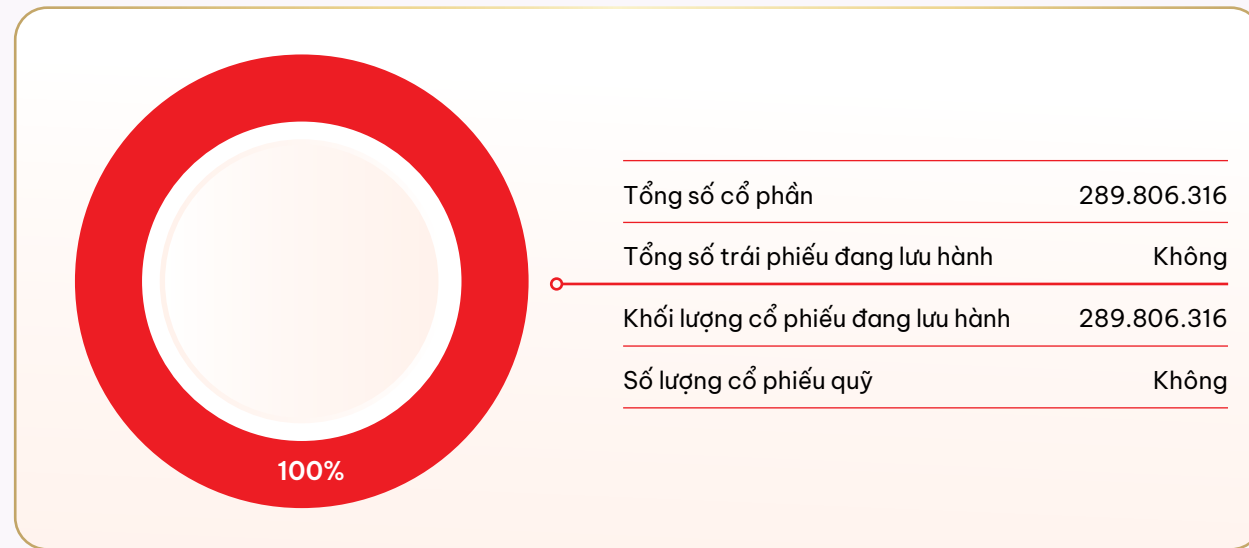 Tổng số cổ phần 289.806.316
Tổng số trái phiếu đang lưu hành Không
Khối lượng cổ phiếu đang lưu hành 289.806.316
Số lượng cổ phiếu quỹ Không
100%